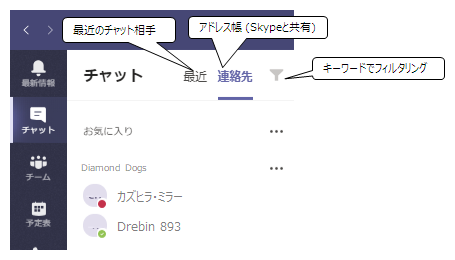 最近のチャット相手
アドレス帳 (Skypeと共有)
キーワードでフィルタリング
最新情報
チャット
チーム
予定表
チャット
最近
連絡先
お気に入り
Diamond Dogs
カズヒラ・ミラー
Drebin 893